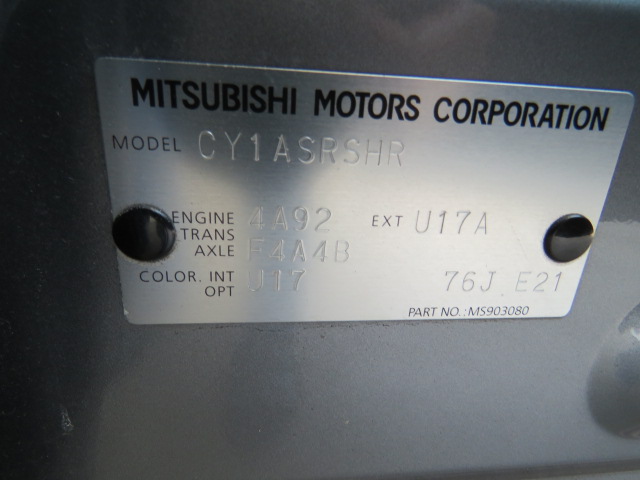 MITSUBISHI MOTORS CORPORATION
MODEL CY1ASRSHR
ENGINE 4A92 EXT U17A
TRANS
AXLE F4A4B
COLOR. INT U17 76J E21
OPT
PART NO.:MS903080